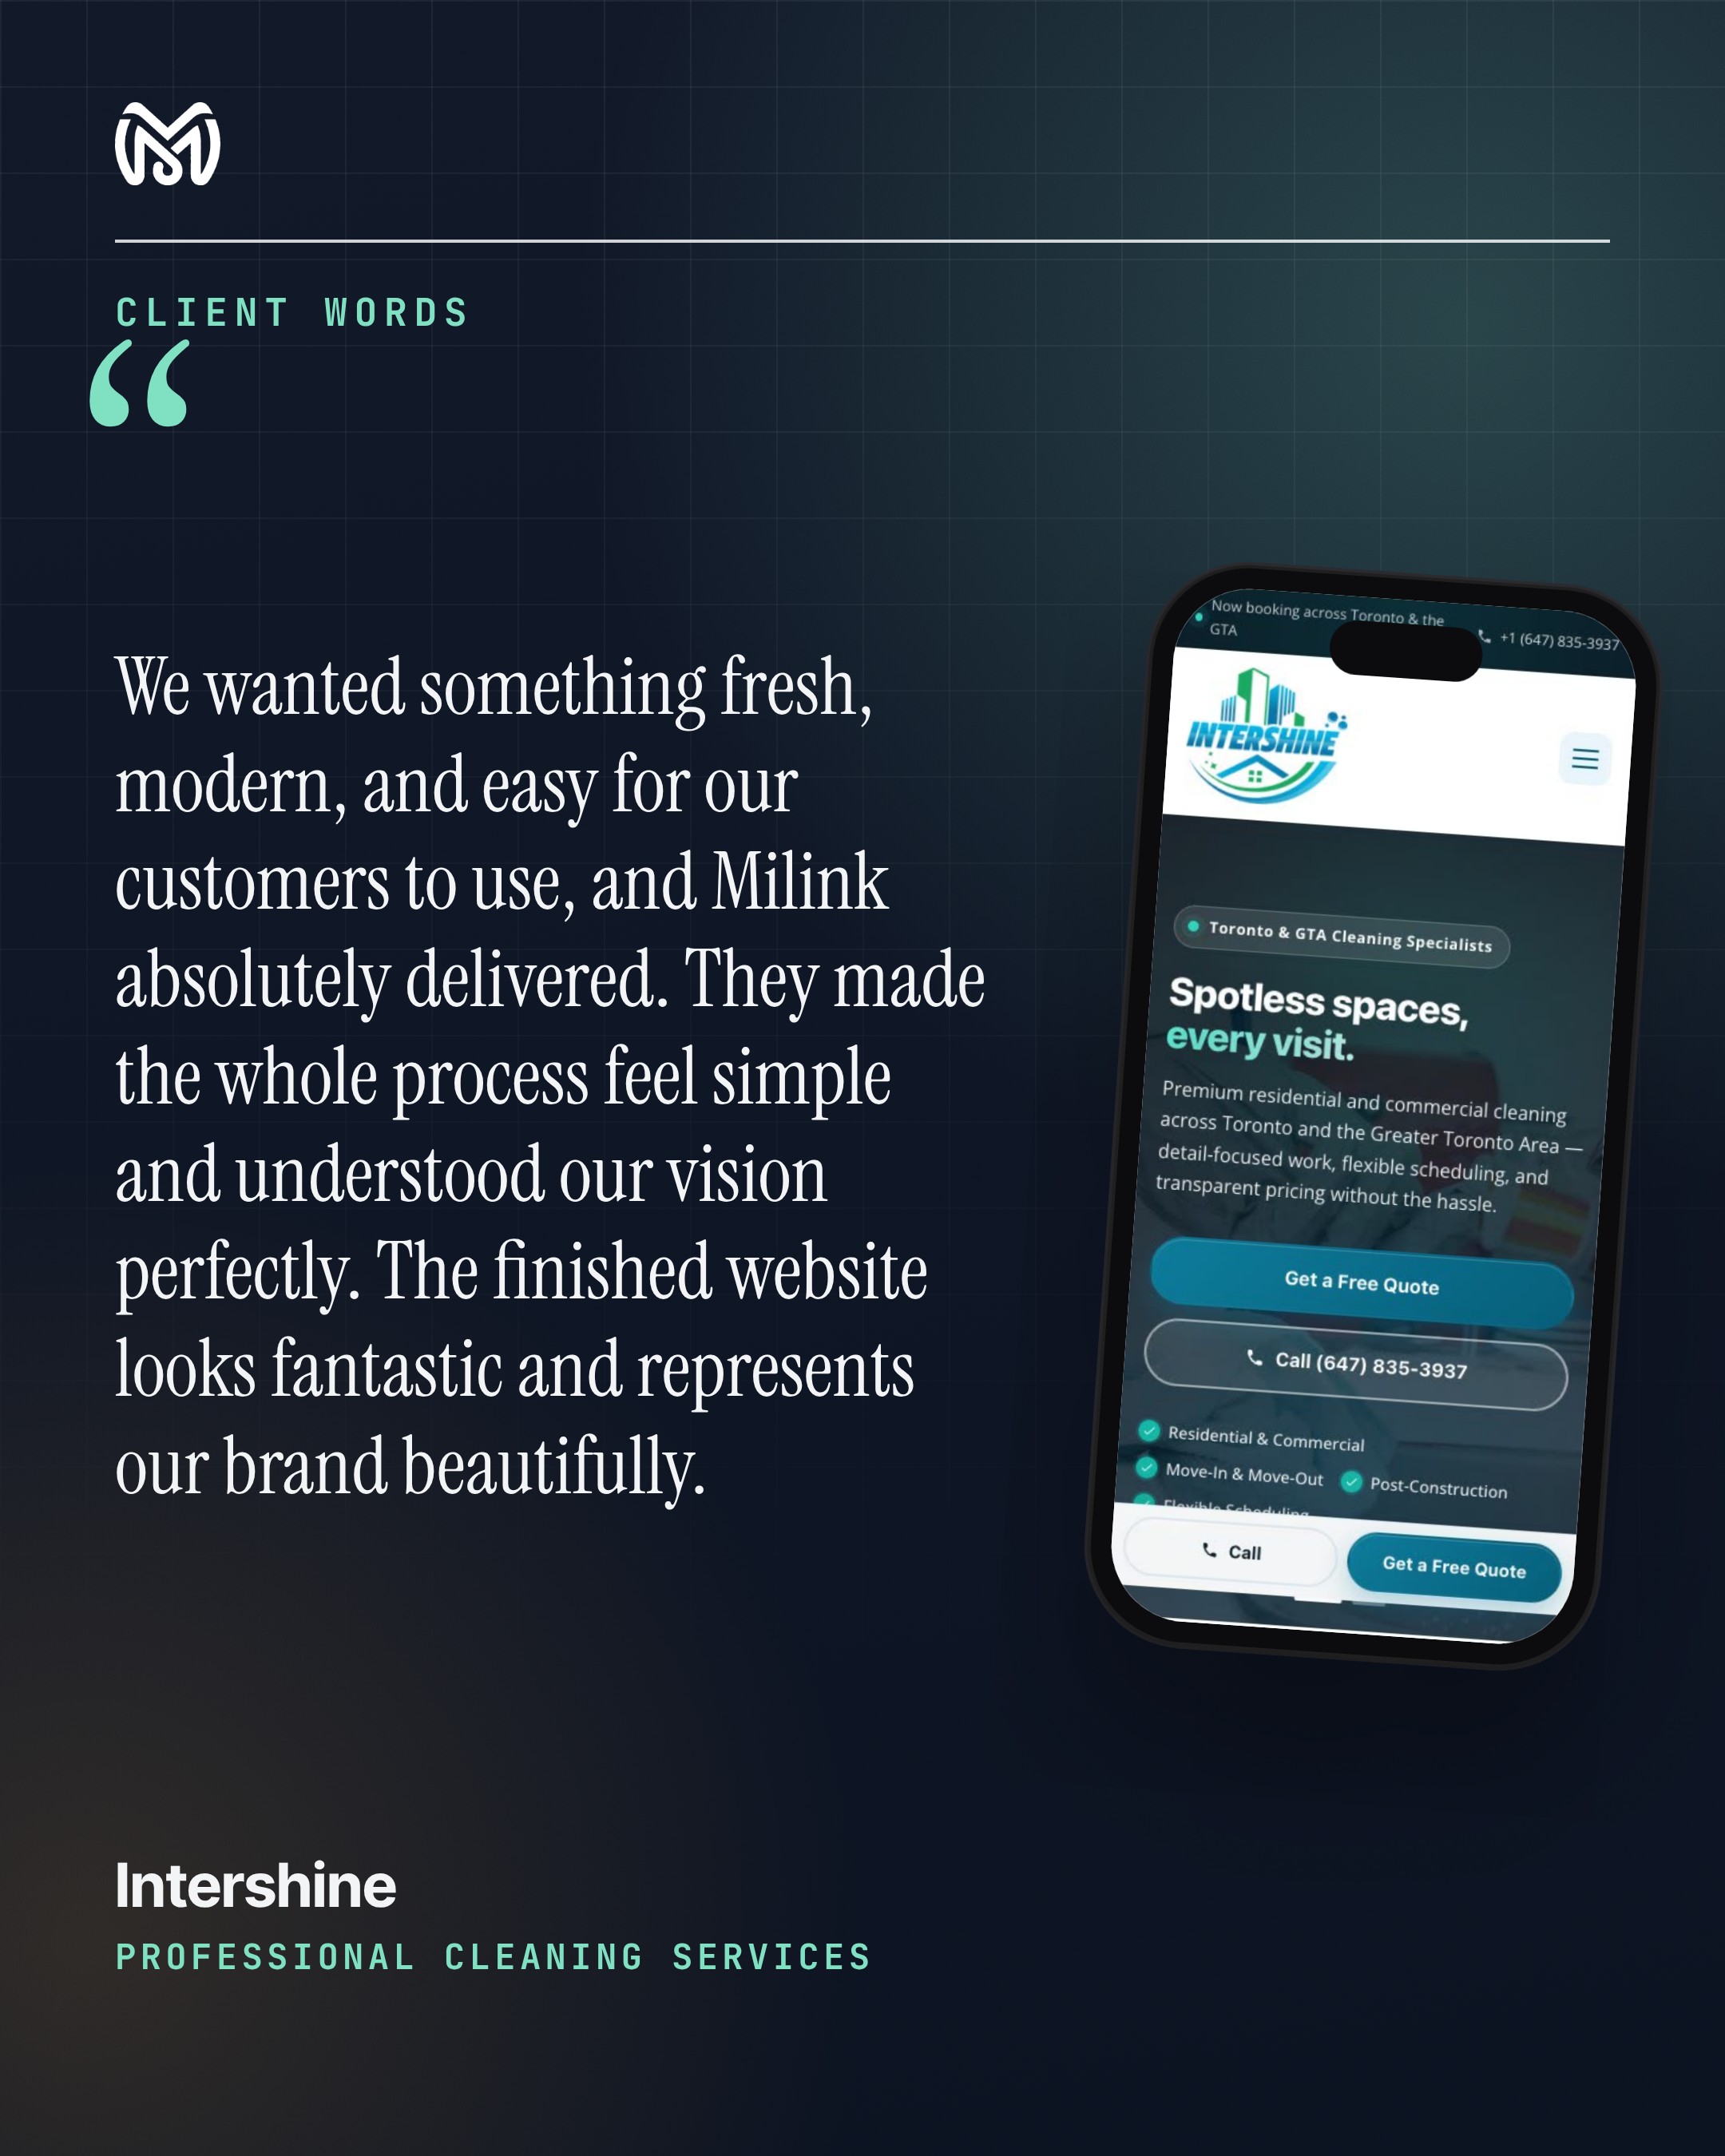 CLIENT WORDS
“
We wanted something fresh,
modern, and easy for our
customers to use, and Milink
absolutely delivered. They made
the whole process feel simple
and understood our vision
perfectly. The finished website
looks fantastic and represents
our brand beautifully.
Intershine
PROFESSIONAL CLEANING SERVICES
Now booking across Toronto & the
GTA
+1 (647) 835-3937
INTERSHINE
Toronto & GTA Cleaning Specialists
Spotless spaces,
every visit.
Premium residential and commercial cleaning
across Toronto and the Greater Toronto Area —
detail-focused work, flexible scheduling, and
transparent pricing without the hassle.
Get a Free Quote
Call (647) 835-3937
Residential & Commercial
Move-In & Move-Out Post-Construction
Flexible Scheduling
Call Get a Free Quote